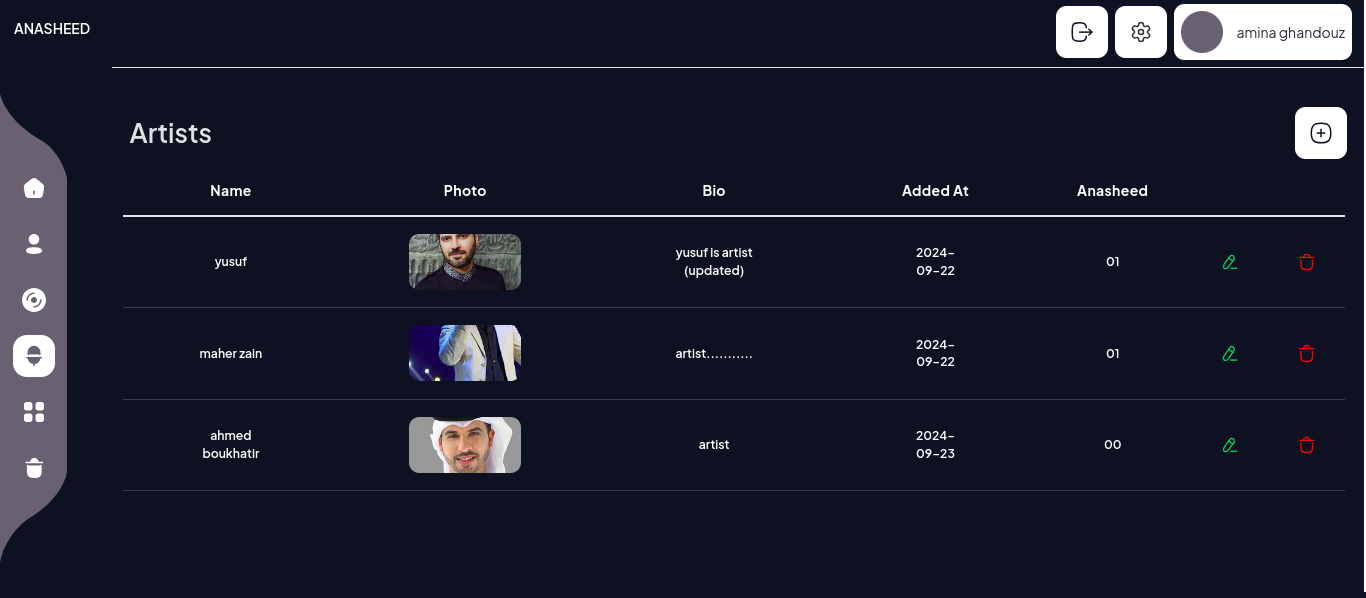 ANASHEED
amina ghandouz
Artists
Name Photo Bio Added At Anasheed
yusuf
yusuf is artist
(updated)
2024-
09-22
01
maher zain
artist...........
2024-
09-22
01
ahmed
boukhatir
artist
2024-
09-23
00